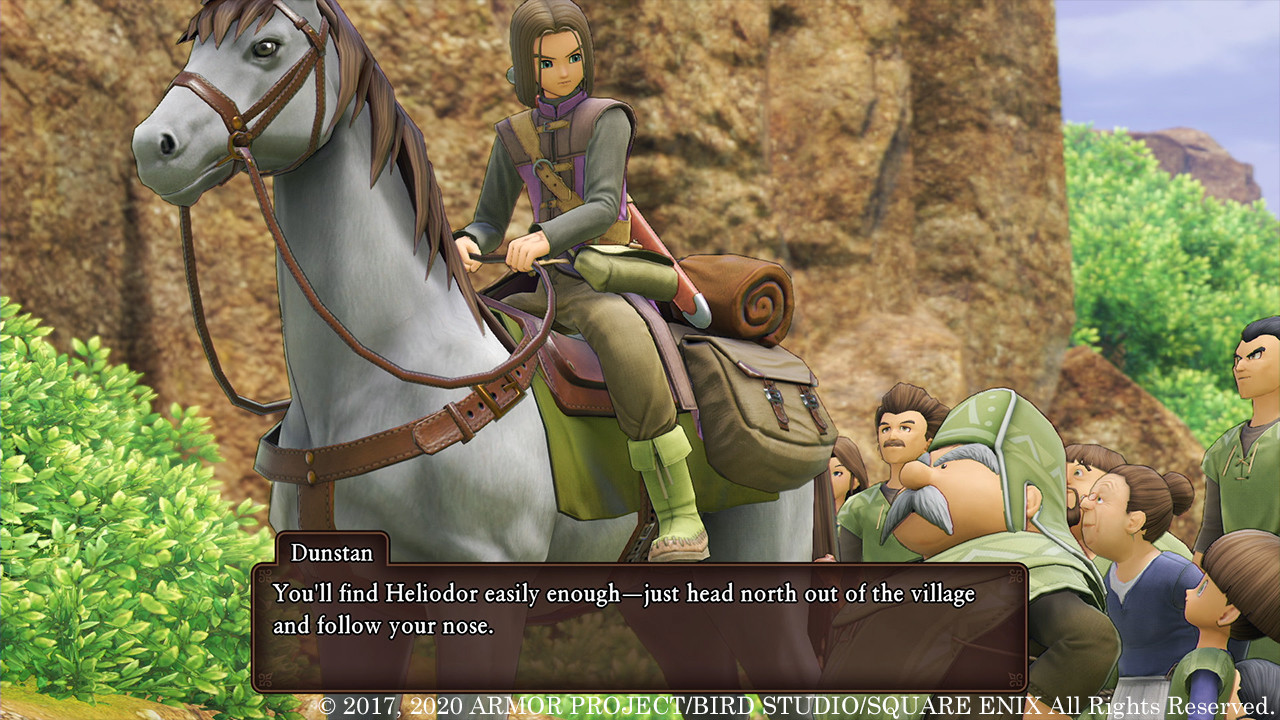 Dunstan
You'll find Heliodor easily enough—just head north out of the village
and follow your nose.
© 2017, 2020 ARMOR PROJECT/BIRD STUDIO/SQUARE ENIX All Rights Reserved.